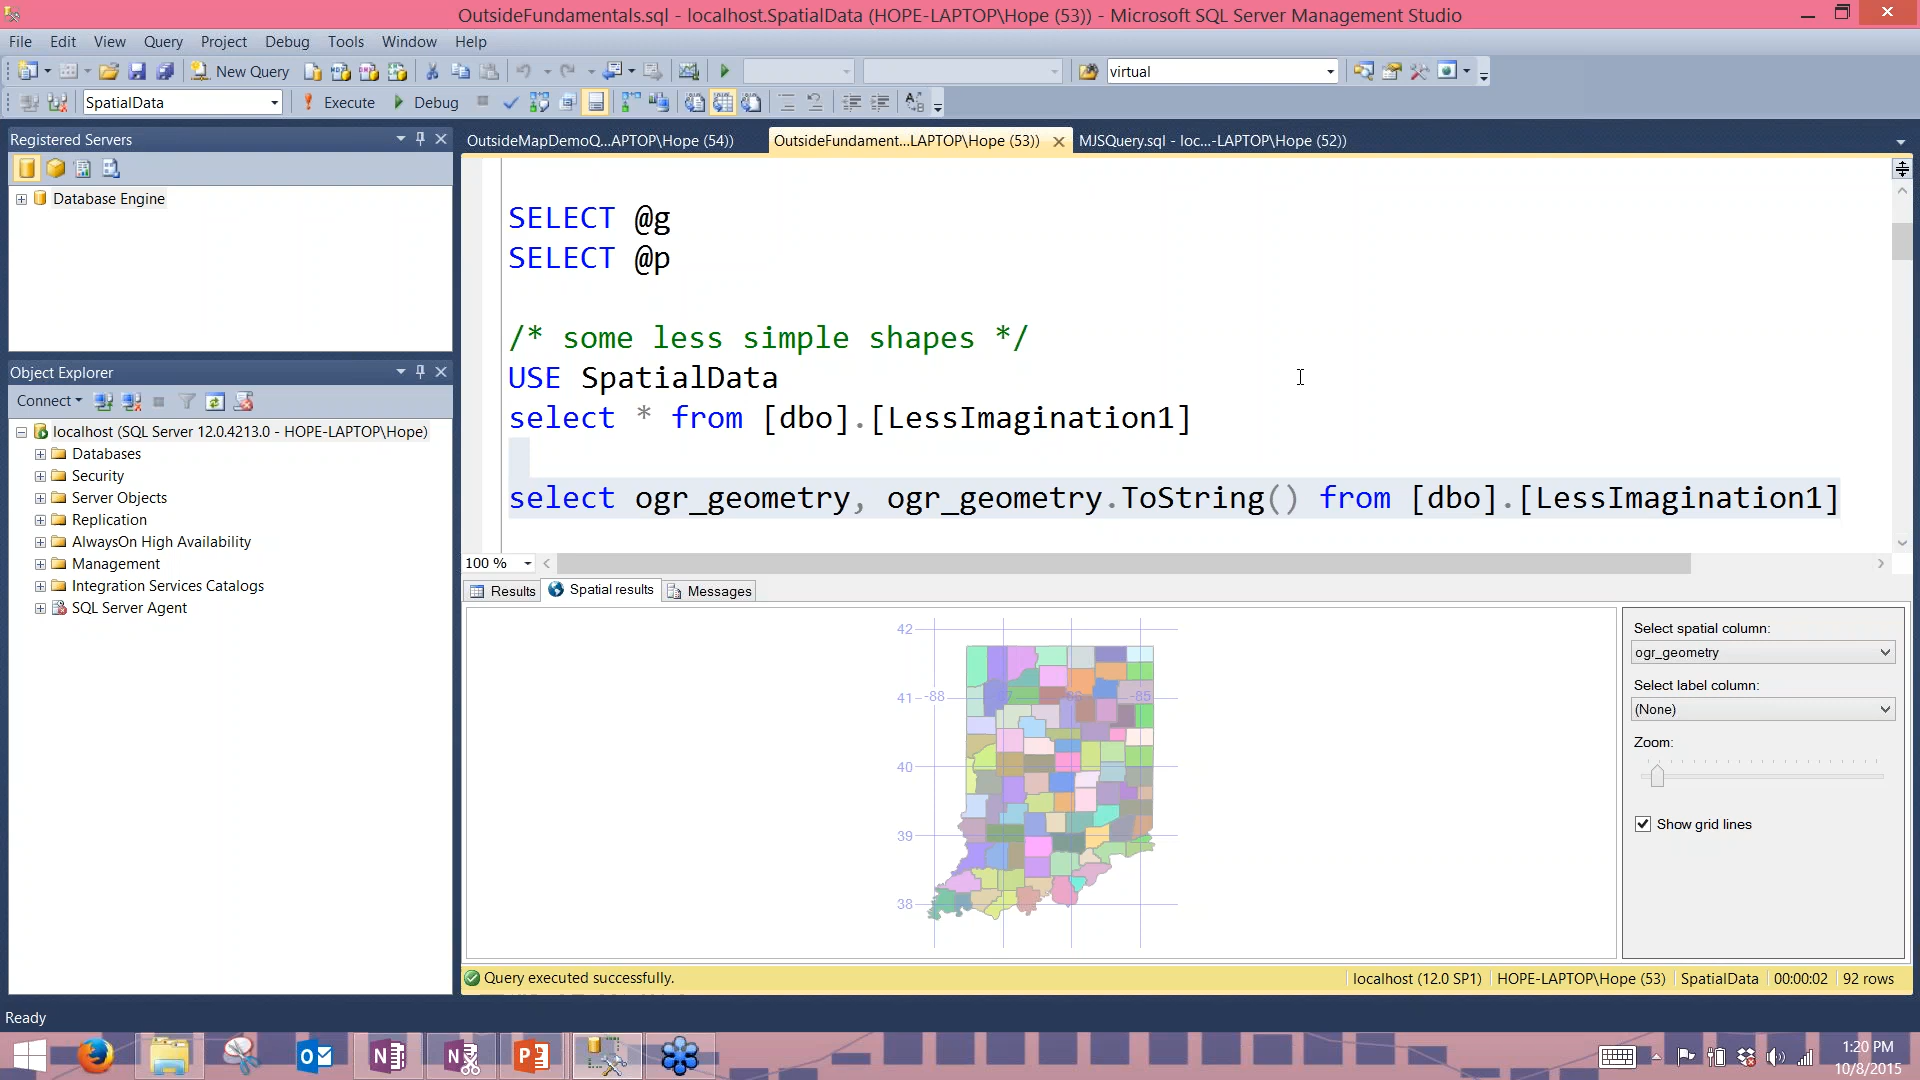 OutsideFundamentals.sql - localhost.SpatialData (HOPE-LAPTOP\Hope (53)) - Microsoft SQL Server Management Studio
File Edit View Query Project Debug Tools Window Help
New Query virtual
SpatialData Execute Debug
Registered Servers
Database Engine
Object Explorer
Connect
localhost (SQL Server 12.0.4213.0 - HOPE-LAPTOP\Hope)
Databases
Security
Server Objects
Replication
AlwaysOn High Availability
Management
Integration Services Catalogs
SQL Server Agent
OutsideMapDemoQ...APTOP\Hope (54)) OutsideFundament...LAPTOP\Hope (53)) MJSQuery.sql - loc...-LAPTOP\Hope (52))
SELECT @g
SELECT @p
/* some less simple shapes */
USE SpatialData
select * from [dbo].[LessImagination1]
select ogr_geometry, ogr_geometry.ToString() from [dbo].[LessImagination1]
100 %
Results Spatial results Messages
42
41 -88 -85
40
39
38
Select spatial column:
ogr_geometry
Select label column:
(None)
Zoom:
Show grid lines
Query executed successfully. localhost (12.0 SP1) HOPE-LAPTOP\Hope (53) SpatialData 00:00:02 92 rows
Ready
1:20 PM
10/8/2015